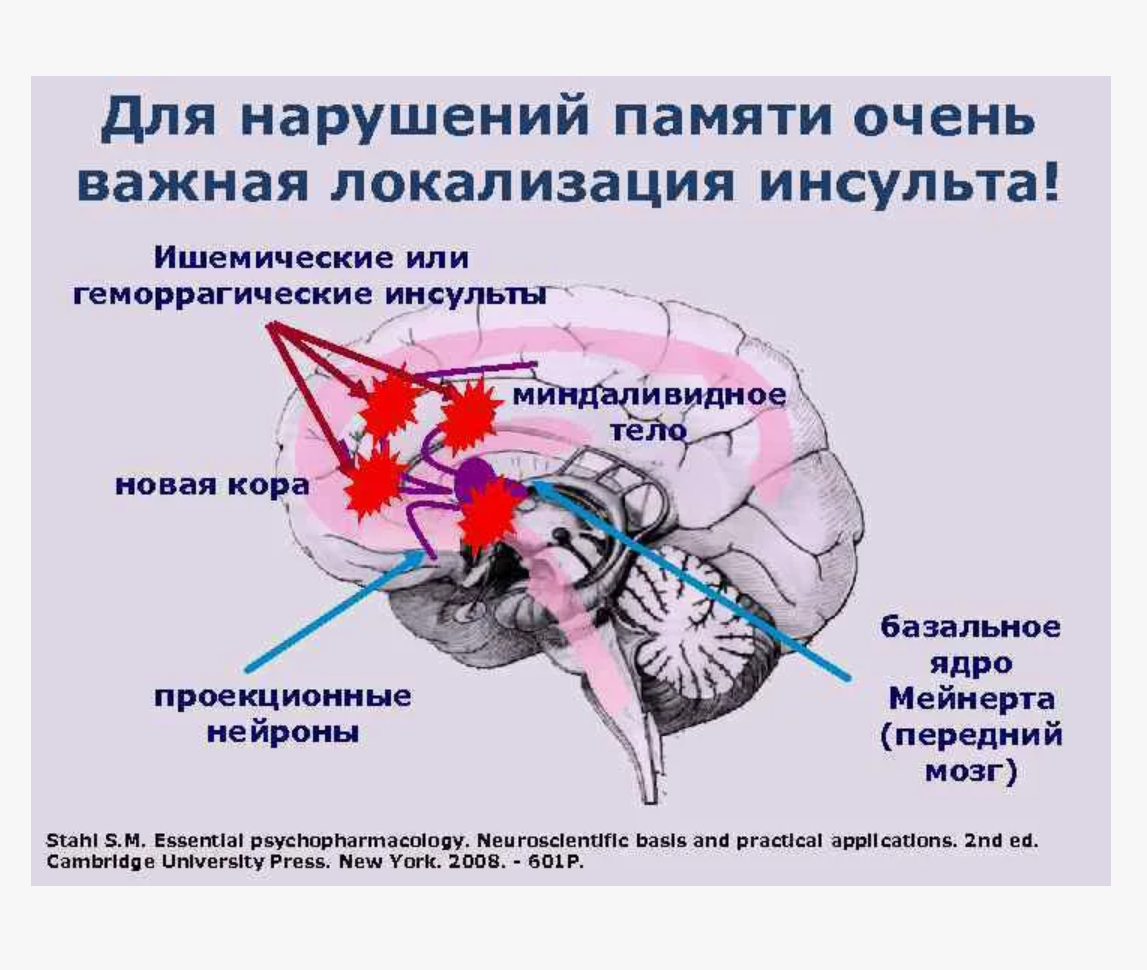 Для нарушений памяти очень
важная локализация инсульта!
Ишемические или
геморрагические инсульты
миндаливидное
тело
новая кора
базальное
ядро
Мейнерта
(передний
мозг)
проекционные
нейроны
Stahl S.M. Essential psychopharmacology. Neuroscientific basis and practical applications. 2nd ed.
Cambridge University Press. New York. 2008. - 601P.